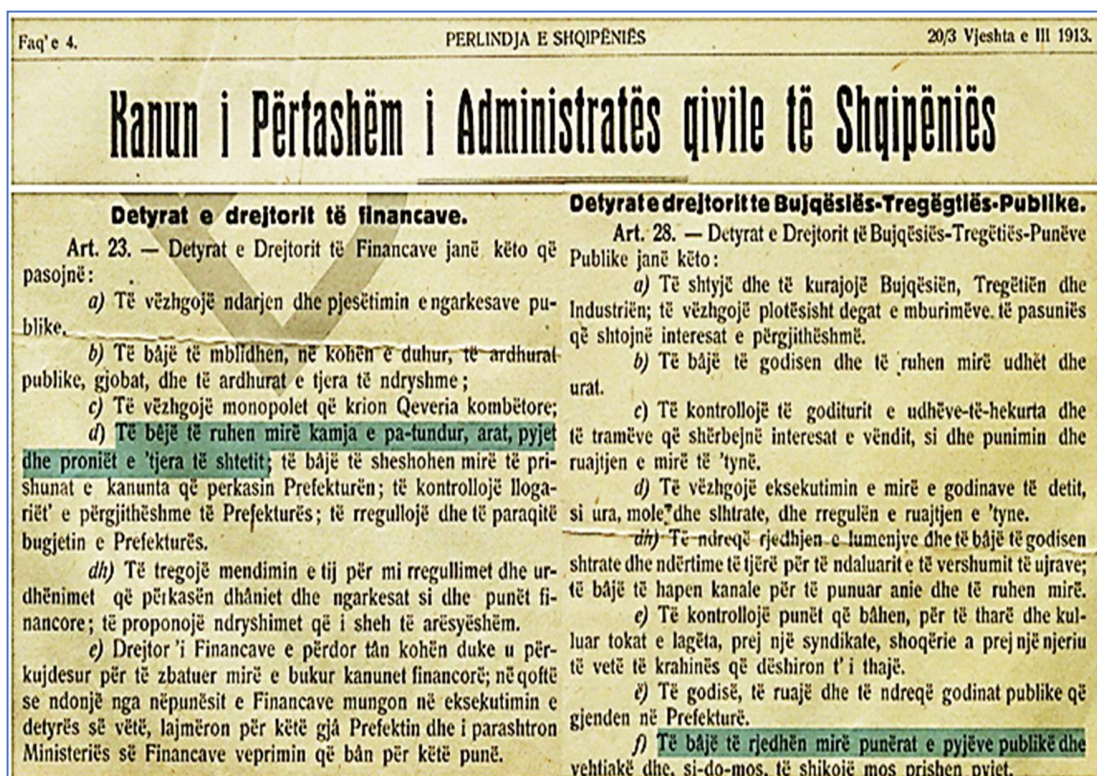 Faq' e 4.
PERLINDJA E SHQIPËNIËS
20/3 Vjeshta e III 1913.
Kanun i Përtashëm i Administratës qivile të Shqipëniës
Detyrat e drejtorit të financave.
Art. 23. — Detyrat e Drejtorit të Financave janë këto që
pasojnë:
a) Të vëzhgojë ndarjen dhe pjesëtimin e ngarkesave pu-
blike.
b) Të bâjë të mblidhen, në kohën e duhur, të ardhurat
publike, gjobat, dhe të ardhurat e tjera të ndryshme;
c) Të vëzhgojë monopolet që krion Qeveria kombëtore;
d) Të bëjë të ruhen mirë kamja e pa-tundur, arat, pyjet
dhe proniët e 'tjera të shtetit; të bâjë të sheshohen mirë të pri-
shunat e kanunta që perkasin Prefekturën; të kontrollojë lloga-
riët' e përgjithëshme të Prefekturës; të rregullojë dhe të paraqitë
bugjetin e Prefekturës.
dh) Të tregojë mendimin e tij për mi rregullimet dhe ur-
dhënimet që përkasën dhâniet dhe ngarkesat si dhe punët fi-
nancore; të proponojë ndryshimet që i sheh të arësyëshëm.
e) Drejtor 'i Financave e përdor tân kohën duke u për-
kujdesur për të zbatuer mirë e bukur kanunet financorë; në qoftë
se ndonjë nga nëpunësit e Financave mungon në eksekutimin e
detyrës së vetë, lajmëron për këtë gjâ Prefektin dhe i parashtron
Ministeriës së Financave veprimin që bân për këtë punë.
Detyrat e drejtorit te Bujqësiës-Tregëgtiës-Publike.
Art. 28. — Detyrat e Drejtorit të Bujqësiës-Tregëtiës-Punëve
Publike janë këto:
a) Të shtyjë dhe të kurajojë Bujqësiën, Tregëtiën dhe
Industriën; të vëzhgojë plotësisht degat e mburimëve. të pasuniës
që shtojnë interesat e përgjithëshmë.
b) Të bâjë të godisen dhe të ruhen mirë udhët dhe
urat.
c) Të kontrollojë të goditurit e udhëve-të-hekurta dhe
të tramëve që shërbejnë interesat e vëndit, si dhe punimin dhe
ruajtjen e mirë të 'tynë.
d) Të vëzhgojë eksekutimin e mirë e godinave të detit,
si ura, mole, dhe slhtrate, dhe rregulën e ruajtjen e 'tyne.
dh) Të ndreqë rjedhjen e lumenjve dhe të bâjë të godisen
shtrate dhe ndërtime të tjërë për të ndaluarit e të vershumit të ujrave;
të bâjë të hapen kanale për të punuar anie dhe të ruhen mirë.
e) Të kontrollojë punët që bâhen, për të tharë dhe kul-
luar tokat e lagëta, prej një syndikate, shoqërie a prej një njeriu
të vetë të krahinës që dëshiron t' i thajë.
ë) Të godisë, të ruajë dhe të ndreqë godinat publike që
gjenden në Prefekturë.
f) Të bâjë të rjedhën mirë punërat e pyjëve publikë dhe
vehtiakë dhe, si-do-mos, të shikojë mos prishen pyjet.